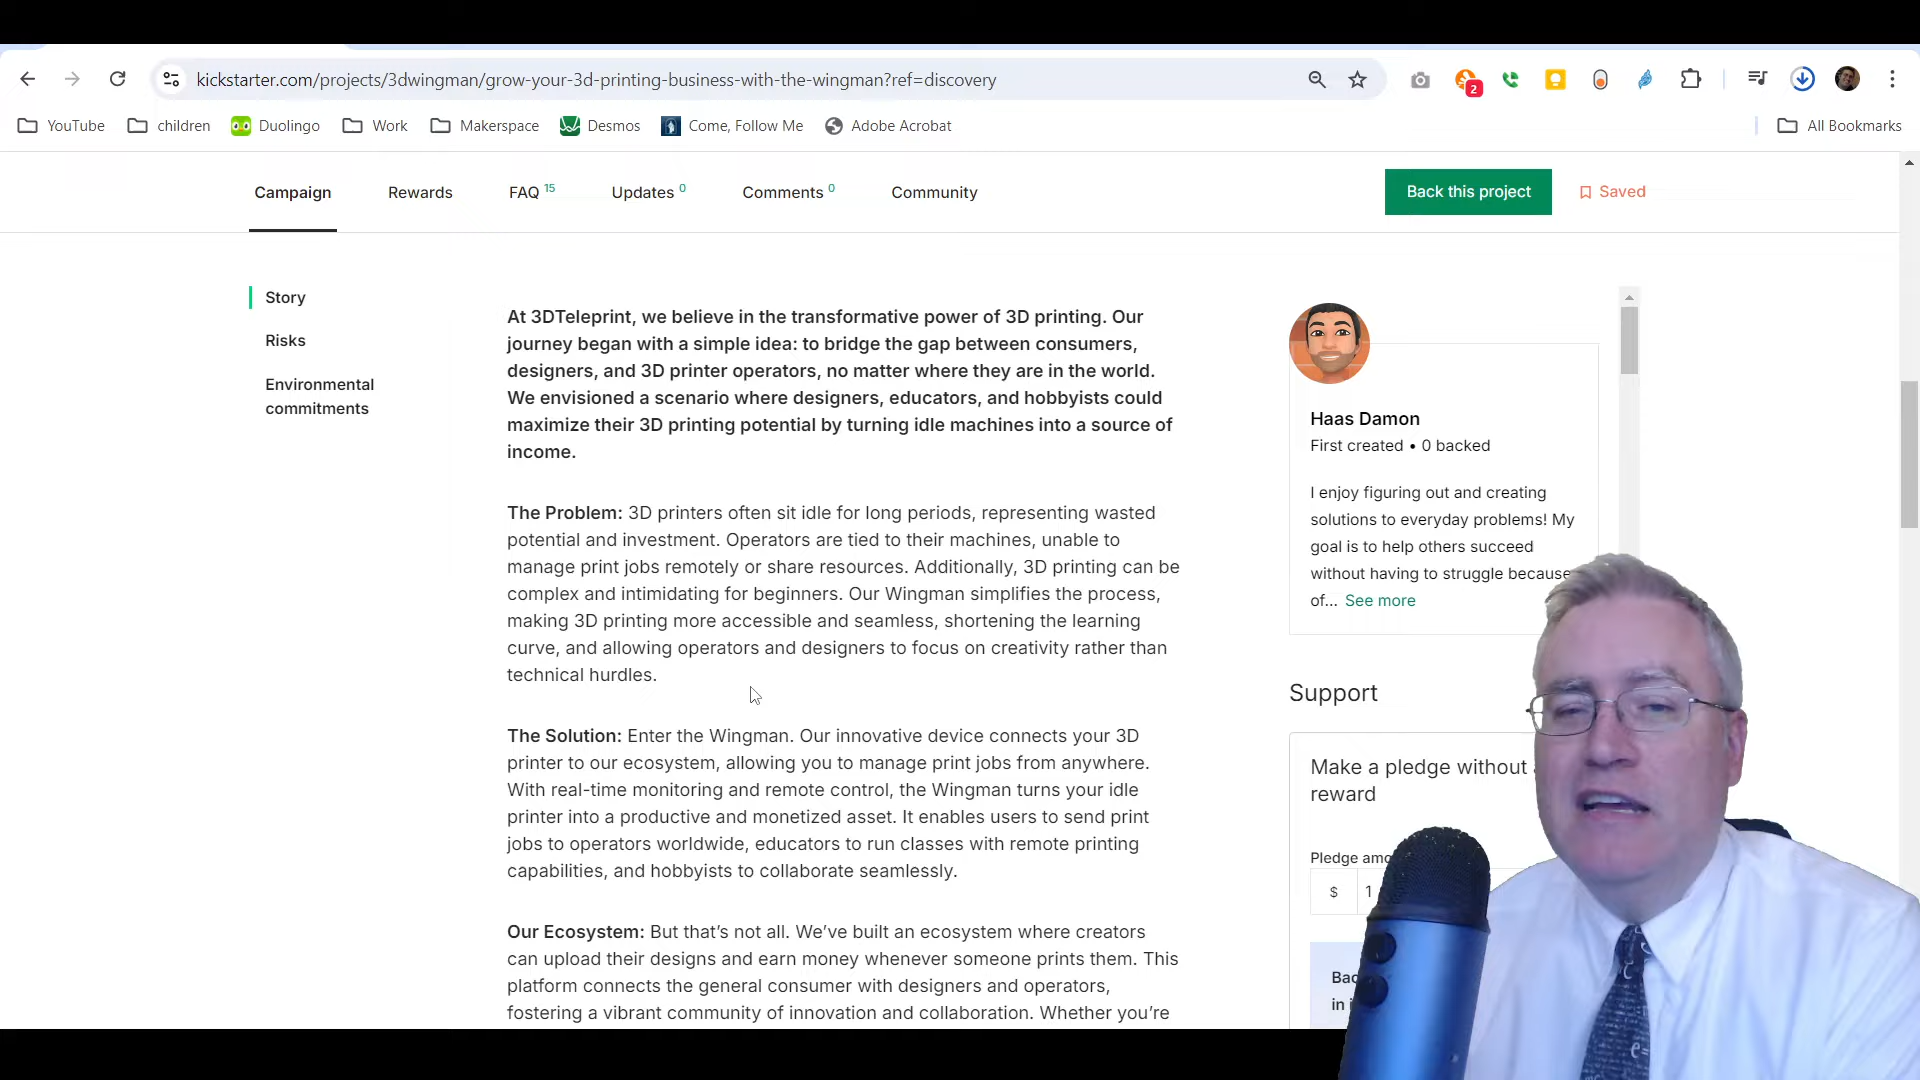 kickstarter.com/projects/3dwingman/grow-your-3d-printing-business-with-the-wingman?ref=discovery
2
YouTube
children
Duolingo
Work
Makerspace
Desmos
Come, Follow Me
Adobe Acrobat
All Bookmarks
Campaign
Rewards
FAQ 15
Updates 0
Comments 0
Community
Back this project
Saved
Story
Risks
Environmental
commitments
At 3DTeleprint, we believe in the transformative power of 3D printing. Our
journey began with a simple idea: to bridge the gap between consumers,
designers, and 3D printer operators, no matter where they are in the world.
We envisioned a scenario where designers, educators, and hobbyists could
maximize their 3D printing potential by turning idle machines into a source of
income.
The Problem: 3D printers often sit idle for long periods, representing wasted
potential and investment. Operators are tied to their machines, unable to
manage print jobs remotely or share resources. Additionally, 3D printing can be
complex and intimidating for beginners. Our Wingman simplifies the process,
making 3D printing more accessible and seamless, shortening the learning
curve, and allowing operators and designers to focus on creativity rather than
technical hurdles.
The Solution: Enter the Wingman. Our innovative device connects your 3D
printer to our ecosystem, allowing you to manage print jobs from anywhere.
With real-time monitoring and remote control, the Wingman turns your idle
printer into a productive and monetized asset. It enables users to send print
jobs to operators worldwide, educators to run classes with remote printing
capabilities, and hobbyists to collaborate seamlessly.
Our Ecosystem: But that's not all. We've built an ecosystem where creators
can upload their designs and earn money whenever someone prints them. This
platform connects the general consumer with designers and operators,
fostering a vibrant community of innovation and collaboration. Whether you're
Haas Damon
First created • 0 backed
I enjoy figuring out and creating
solutions to everyday problems! My
goal is to help others succeed
without having to struggle because
of... See more
Support
Make a pledge without
reward
Pledge
$ 1
in